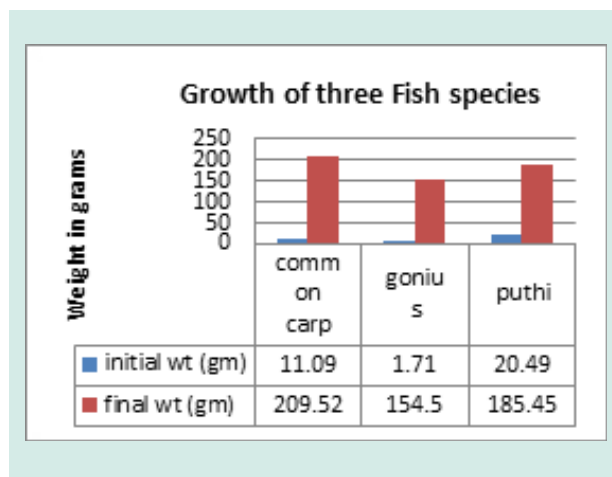 Growth of three Fish species
Weight in grams
250
200
150
100
50
0
comm
on
carp
goniu
s
puthi
initial wt (gm) 11.09 1.71 20.49
final wt (gm) 209.52 154.5 185.45